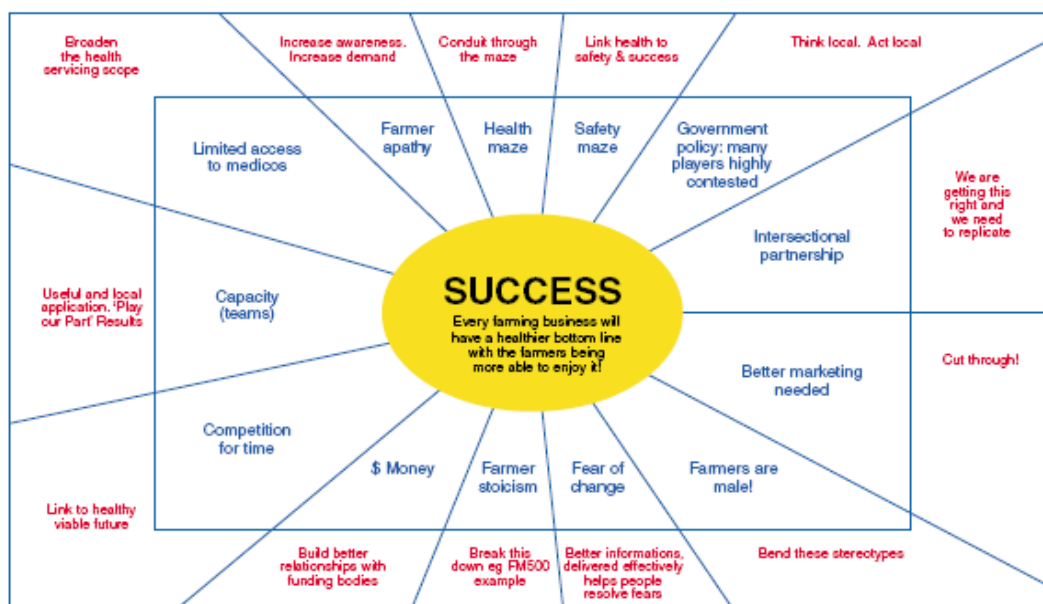 Broaden
the health
servicing scope
Increase awareness.
Increase demand
Conduit through
the maze
Link health to
safety & success
Think local. Act local
Limited access
to medicos
Farmer
apathy
Health
maze
Safety
maze
Government
policy: many
players highly
contested
We are
getting this
right and
we need
to replicate
Intersectional
partnership
SUCCESS
Every farming business will
have a healthier bottom line
with the farmers being
more able to enjoy it!
Useful and local
application. 'Play
our Part' Results
Capacity
(teams)
Better marketing
needed
Cut through!
Competition
for time
$ Money
Farmer
stoicism
Fear of
change
Farmers are
male!
Link to healthy
viable future
Build better
relationships with
funding bodies
Break this
down eg FM500
example
Better informations,
delivered effectively
helps people
resolve fears
Bend these stereotypes